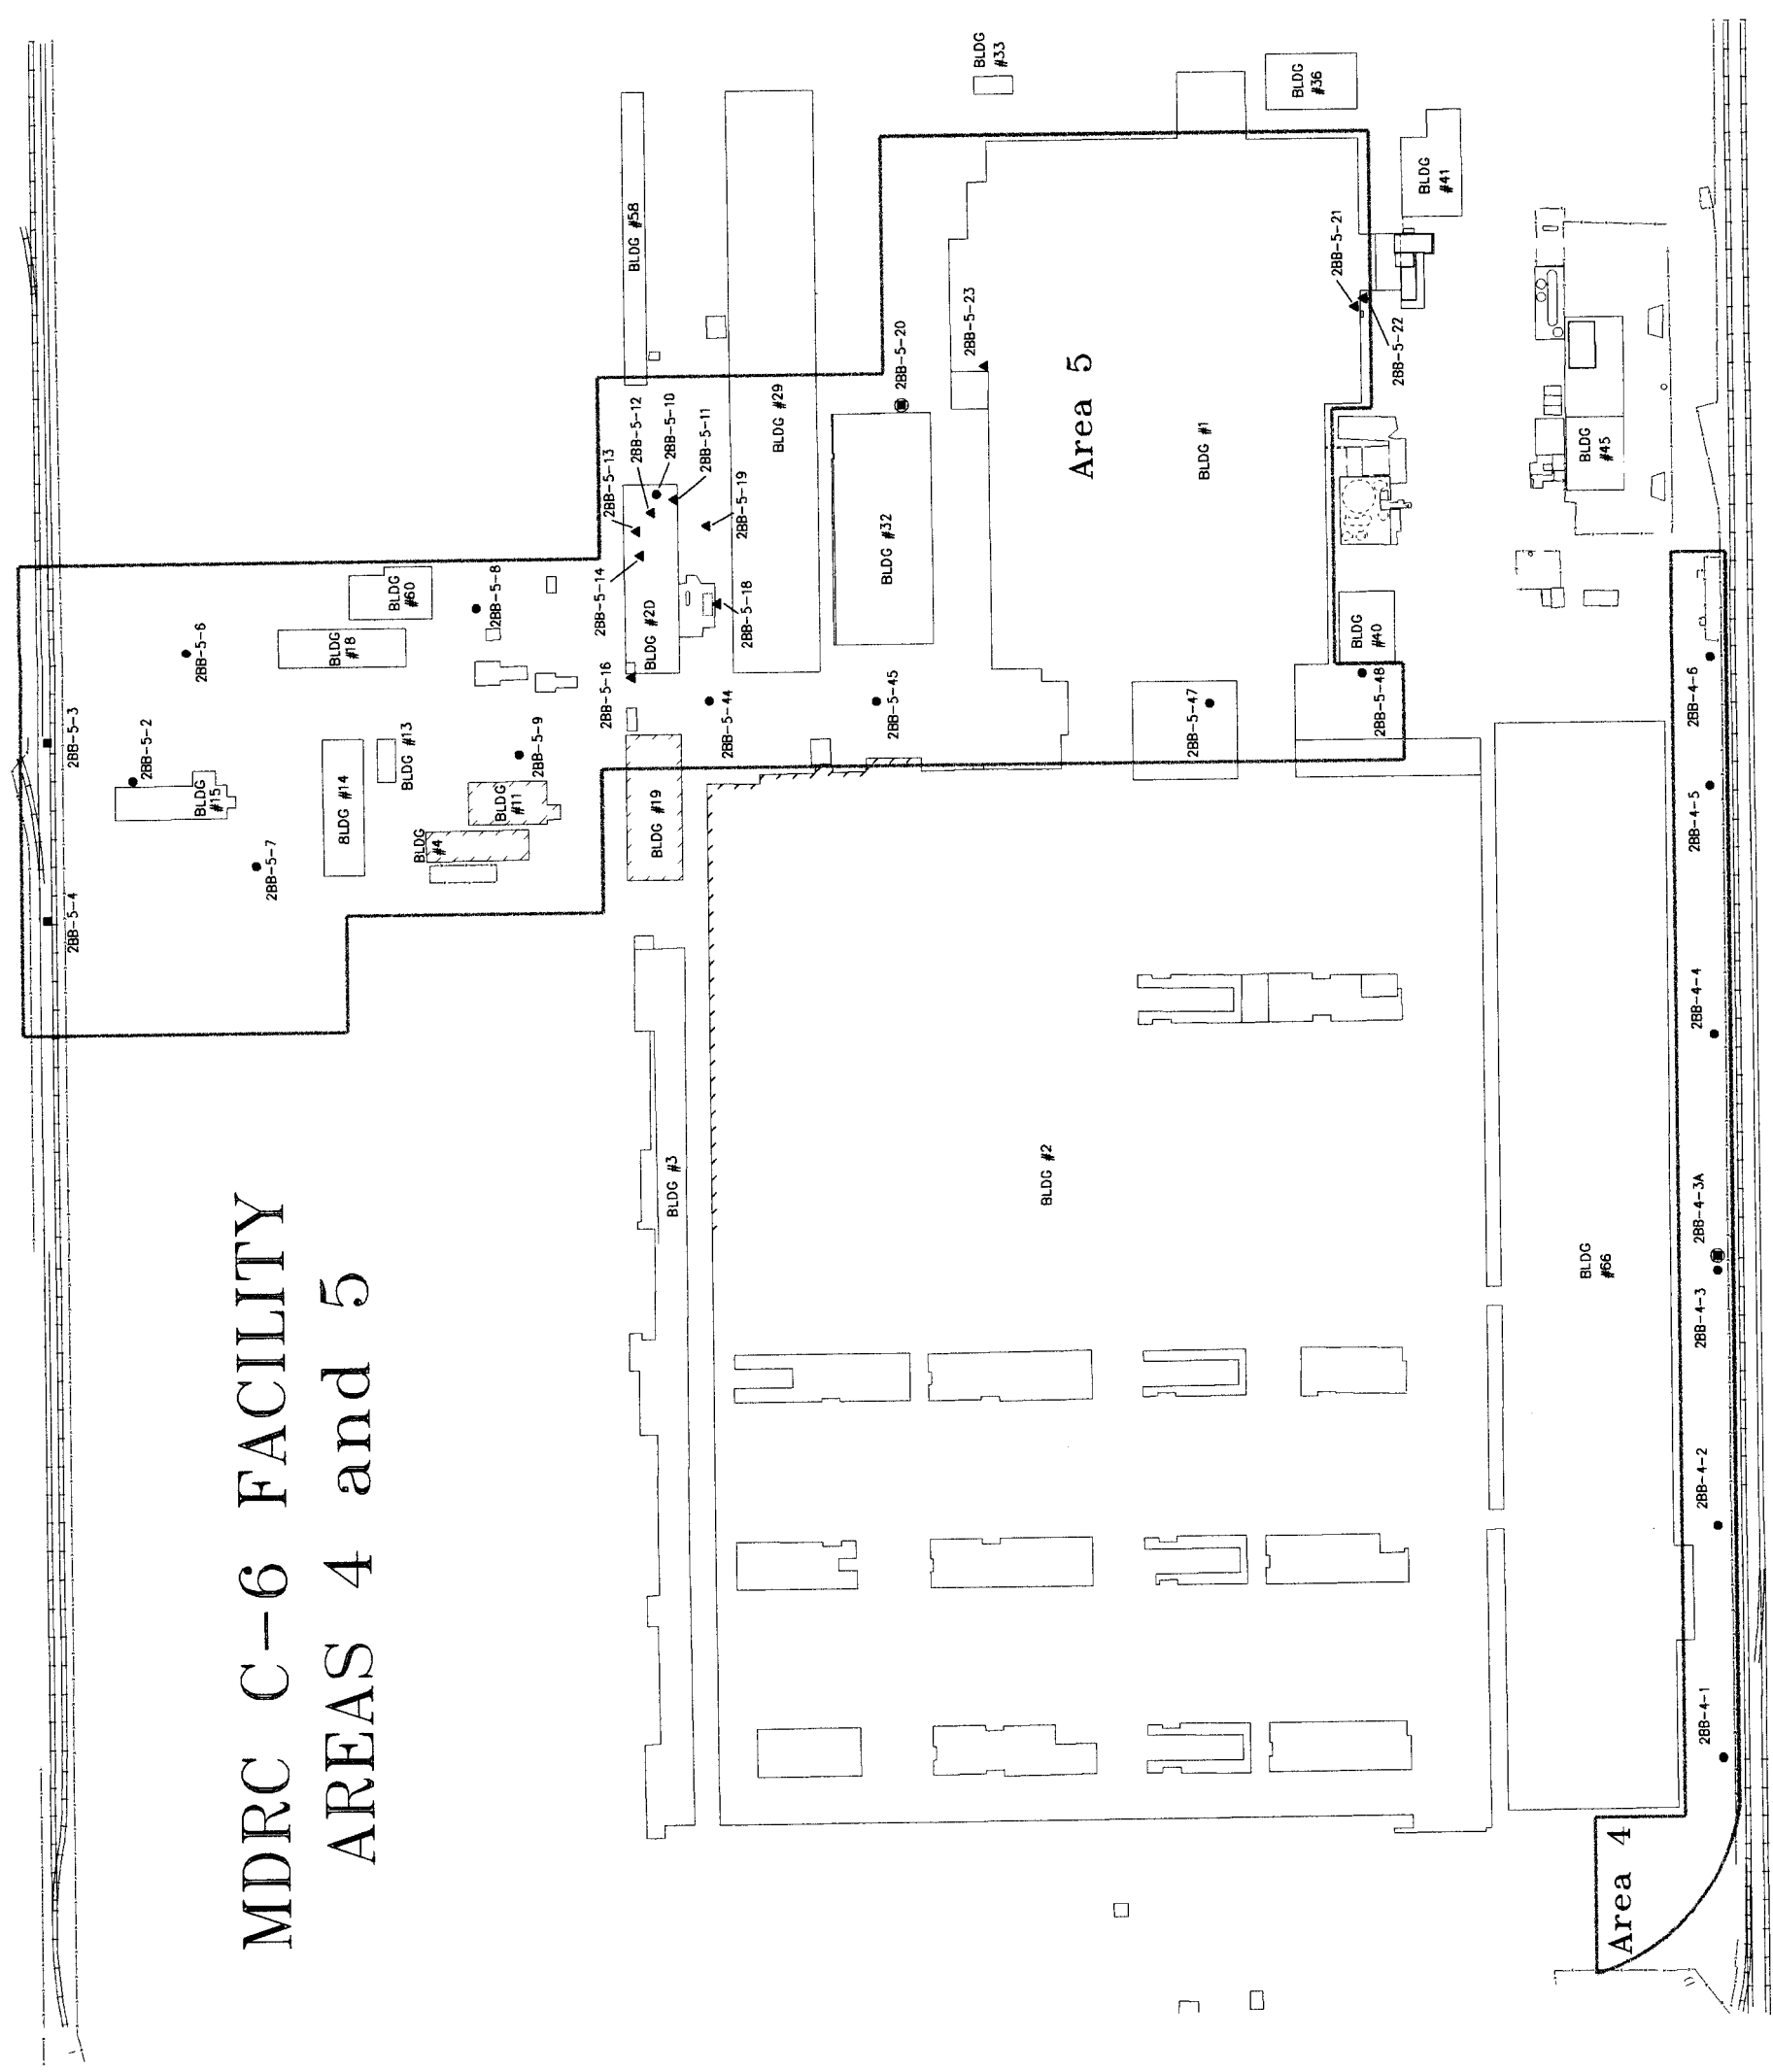 MDRC C-6 FACILITY
AREAS 4 and 5
2BB-5-4
2BB-5-3
2BB-5-2
2BB-5-6
BLDG
#15
2BB-5-7
BLDG #14
BLDG
#18
BLDG #13
BLDG
#60
BLDG
#4
BLDG
#11
2BB-5-9
2BB-5-8
BLDG #58
2BB-5-16
2BB-5-14
2BB-5-13
2BB-5-12
2BB-5-10
2BB-5-11
BLDG #19
BLDG #2D
BLDG #3
2BB-5-44
2BB-5-18
2BB-5-19
BLDG #29
2BB-5-45
BLDG #32
2BB-5-20
2BB-5-23
BLDG
#33
BLDG #2
Area 5
BLDG #1
2BB-5-47
BLDG
#36
2BB-5-21
BLDG
#40
2BB-5-48
2BB-5-22
BLDG
#41
BLDG
#66
BLDG
#45
Area 4
2BB-4-1
2BB-4-2
2BB-4-3
2BB-4-3A
2BB-4-4
2BB-4-5
2BB-4-6